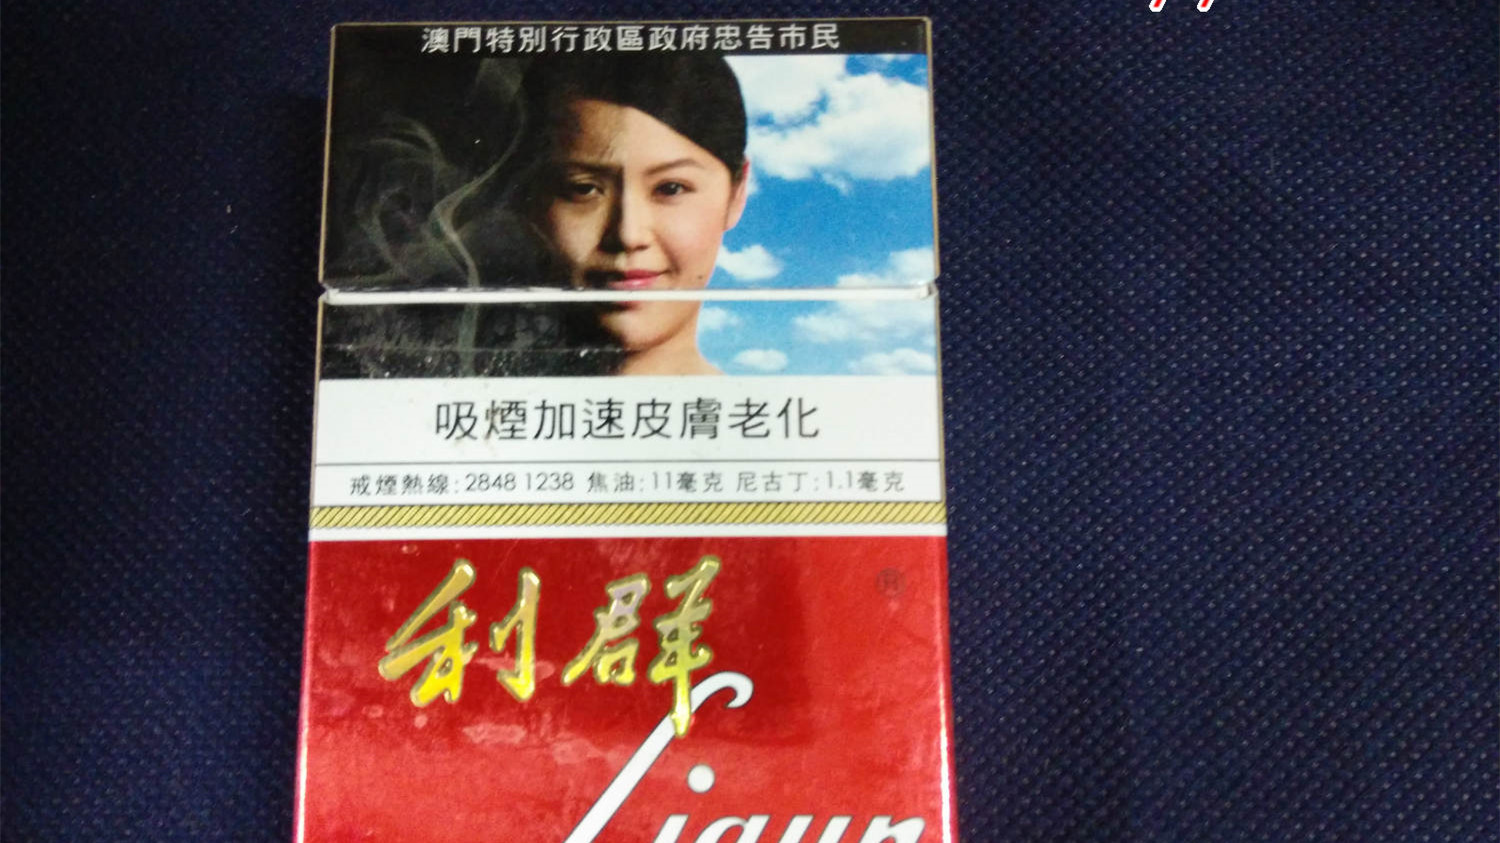 澳門特別行政區政府忠告市民
吸煙加速皮膚老化
戒煙熱線:2848 1238 焦油:11毫克 尼古丁:1.1毫克
利群
®
Liqun